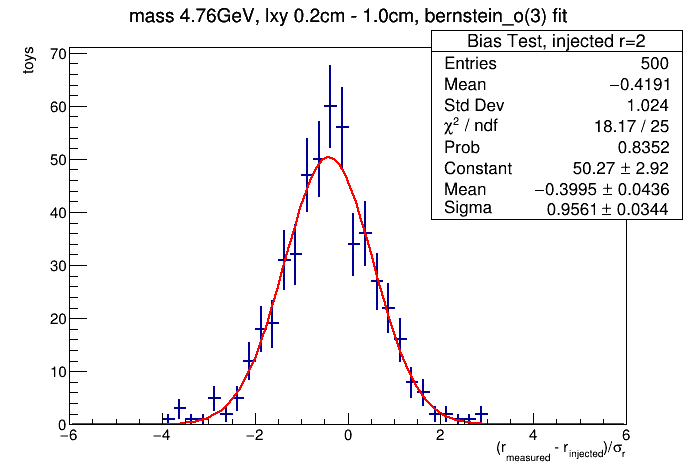 mass 4.76GeV, lxy 0.2cm - 1.0cm, bernstein_o(3) fit
Bias Test, injected r=2
Entries 500
Mean −0.4191
Std Dev 1.024
χ² / ndf 18.17 / 25
Prob 0.8352
Constant 50.27 ± 2.92
Mean −0.3995 ± 0.0436
Sigma 0.9561 ± 0.0344
toys
70
60
50
40
30
20
10
0
−6 −4 −2 0 2 4 6
(r_measured - r_injected)/σ_r